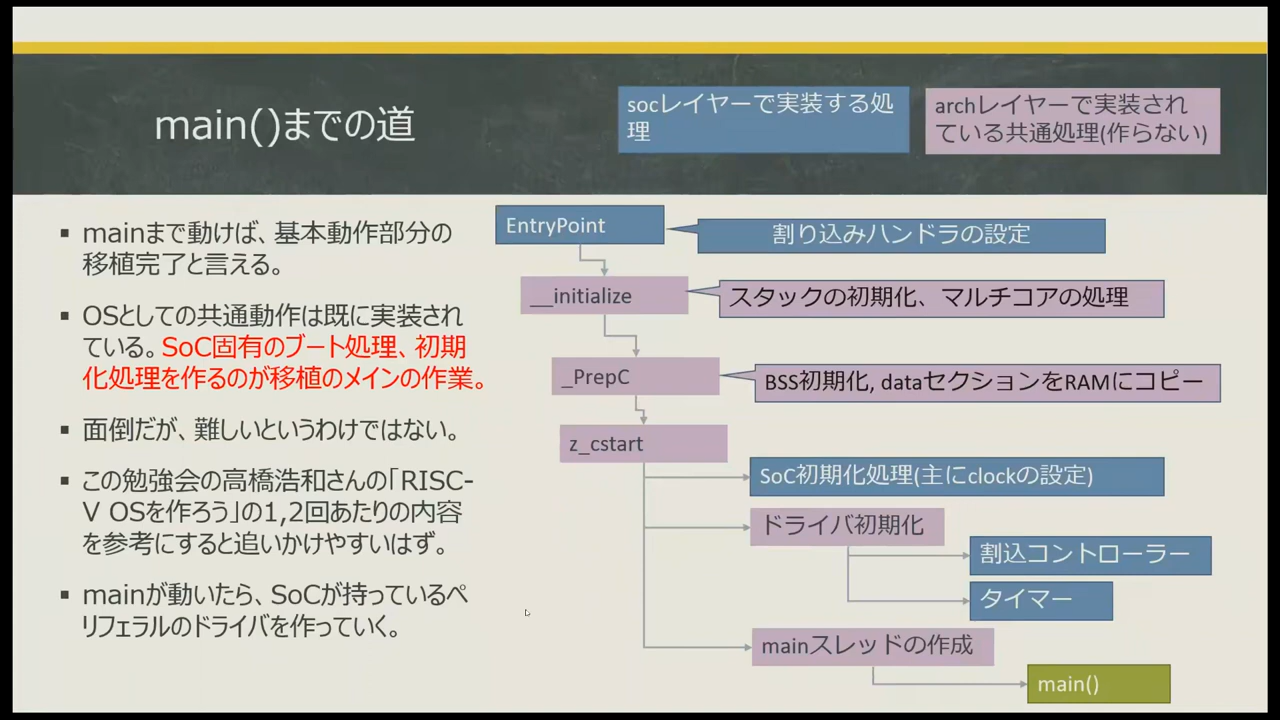 main()までの道
socレイヤーで実装する処
理
archレイヤーで実装され
ている共通処理(作らない)
▪ mainまで動けば、基本動作部分の
移植完了と言える。
▪ OSとしての共通動作は既に実装され
ている。SoC固有のブート処理、初期
化処理を作るのが移植のメインの作業。
▪ 面倒だが、難しいというわけではない。
▪ この勉強会の高橋浩和さんの「RISC-
V OSを作ろう」の1,2回あたりの内容
を参考にすると追いかけやすいはず。
▪ mainが動いたら、SoCが持っているペ
リフェラルのドライバを作っていく。
EntryPoint
割り込みハンドラの設定
__initialize
スタックの初期化、マルチコアの処理
_PrepC
BSS初期化, dataセクションをRAMにコピー
z_cstart
SoC初期化処理(主にclockの設定)
ドライバ初期化
割込コントローラー
タイマー
mainスレッドの作成
main()